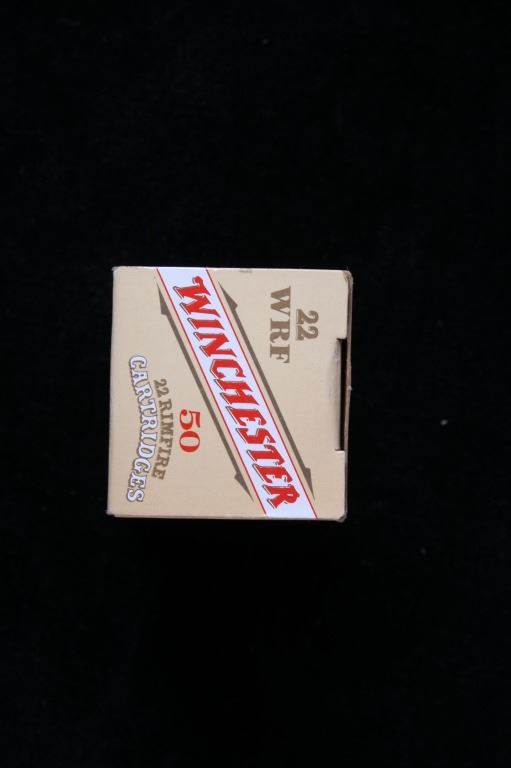 22
WRF
WINCHESTER
50
22 RIMFIRE
CARTRIDGES